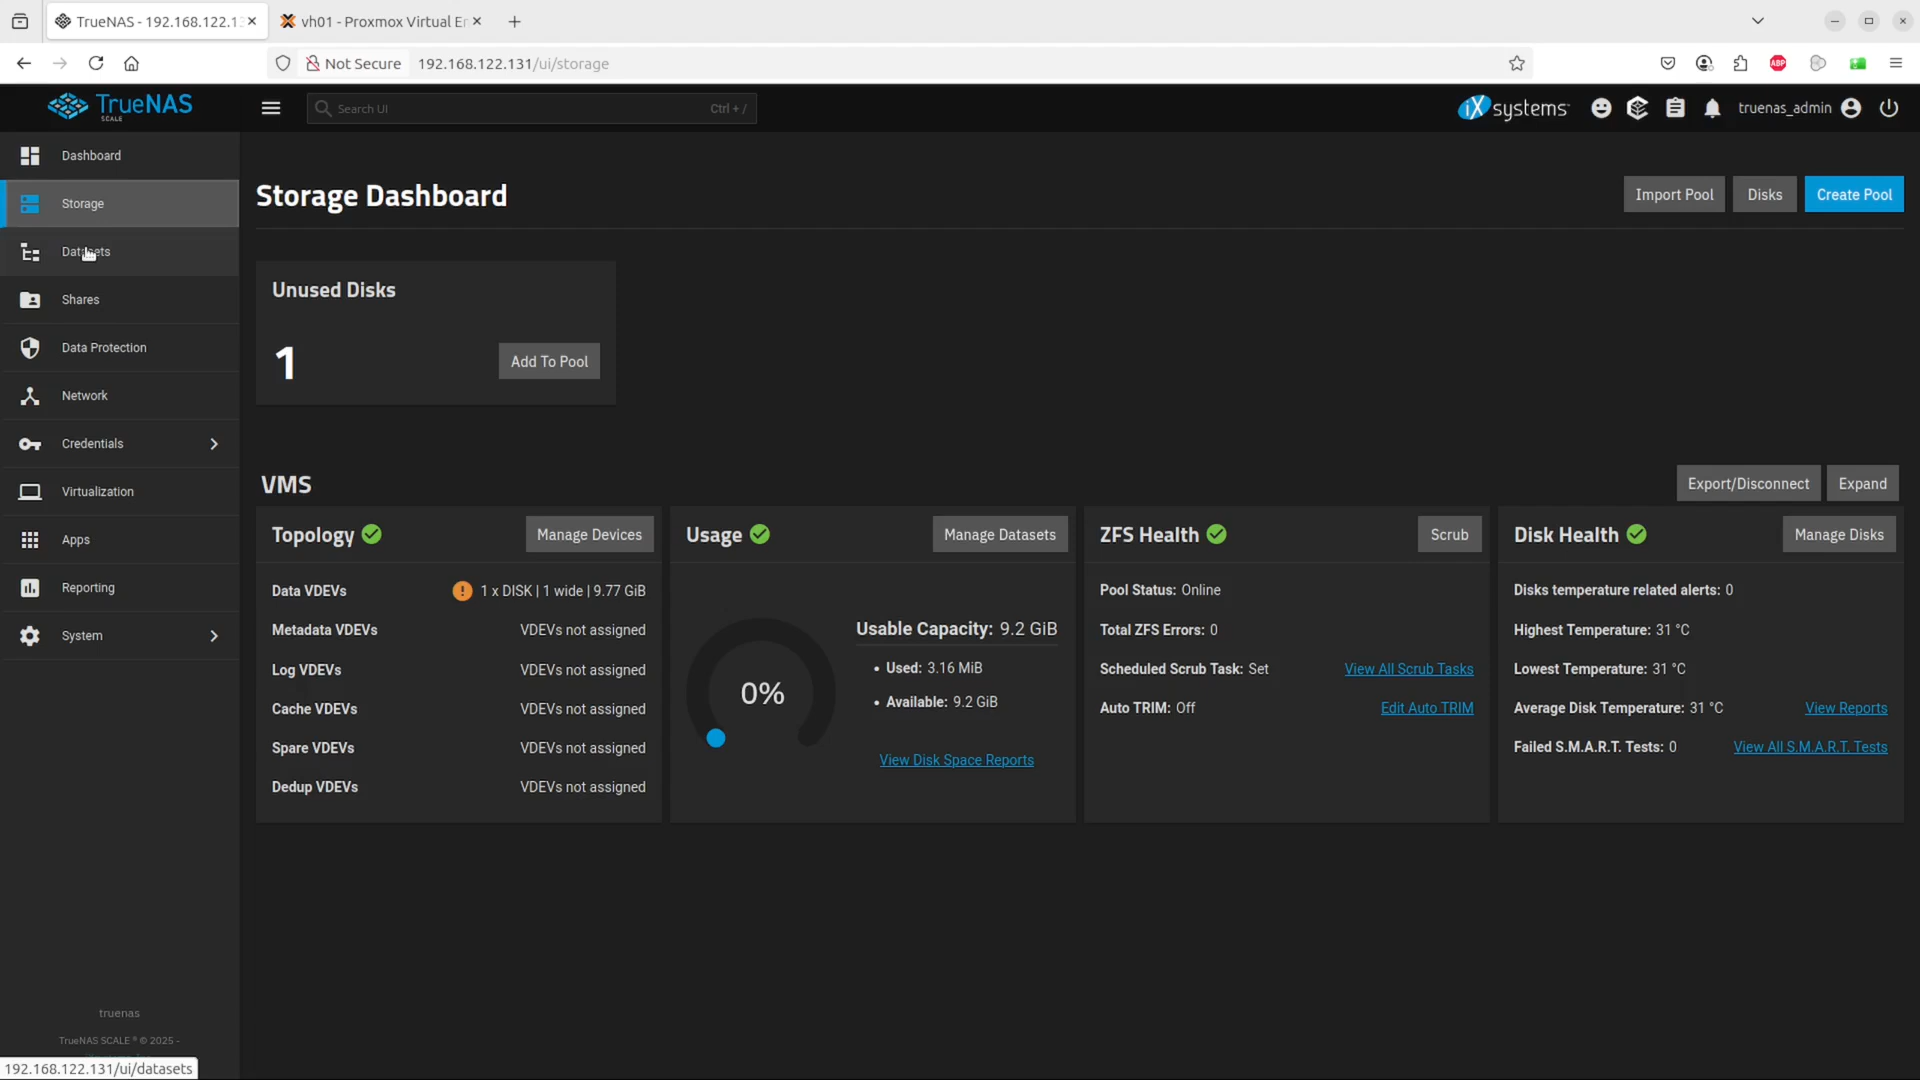 TrueNAS - 192.168.122.13
vh01 - Proxmox Virtual En
Not Secure
192.168.122.131/ui/storage
TrueNAS
SCALE
Search UI
Ctrl + /
iXsystems
truenas_admin
Dashboard
Storage
Datasets
Shares
Data Protection
Network
Credentials
Virtualization
Apps
Reporting
System
truenas
TrueNAS SCALE ® © 2025 -
192.168.122.131/ui/datasets
Storage Dashboard
Import Pool
Disks
Create Pool
Unused Disks
1
Add To Pool
VMS
Export/Disconnect
Expand
Topology
Manage Devices
Data VDEVs
1 x DISK | 1 wide | 9.77 GiB
Metadata VDEVs
VDEVs not assigned
Log VDEVs
VDEVs not assigned
Cache VDEVs
VDEVs not assigned
Spare VDEVs
VDEVs not assigned
Dedup VDEVs
VDEVs not assigned
Usage
Manage Datasets
0%
Usable Capacity: 9.2 GiB
• Used: 3.16 MiB
• Available: 9.2 GiB
View Disk Space Reports
ZFS Health
Scrub
Pool Status: Online
Total ZFS Errors: 0
Scheduled Scrub Task: Set
View All Scrub Tasks
Auto TRIM: Off
Edit Auto TRIM
Disk Health
Manage Disks
Disks temperature related alerts: 0
Highest Temperature: 31 °C
Lowest Temperature: 31 °C
Average Disk Temperature: 31 °C
View Reports
Failed S.M.A.R.T. Tests: 0
View All S.M.A.R.T. Tests
ABP